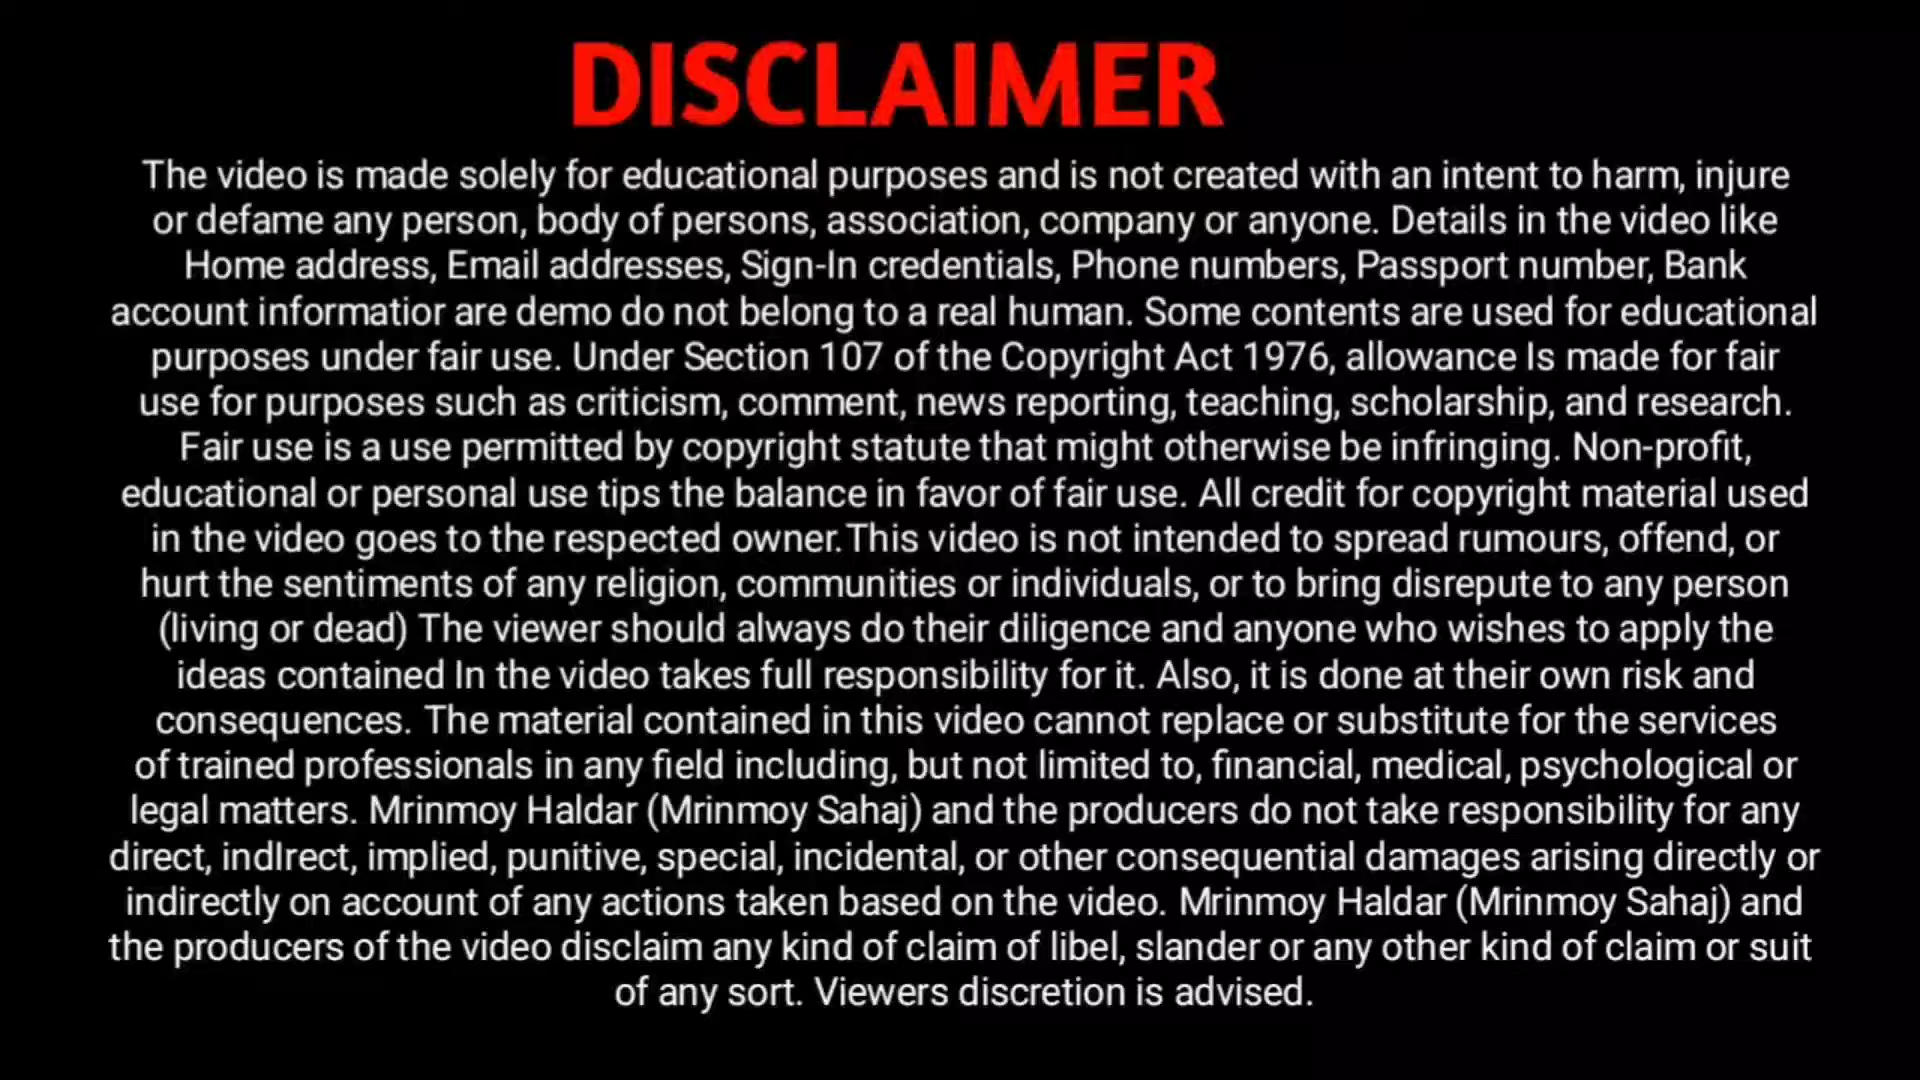 DISCLAIMER
The video is made solely for educational purposes and is not created with an intent to harm, injure
or defame any person, body of persons, association, company or anyone. Details in the video like
Home address, Email addresses, Sign-In credentials, Phone numbers, Passport number, Bank
account informatior are demo do not belong to a real human. Some contents are used for educational
purposes under fair use. Under Section 107 of the Copyright Act 1976, allowance Is made for fair
use for purposes such as criticism, comment, news reporting, teaching, scholarship, and research.
Fair use is a use permitted by copyright statute that might otherwise be infringing. Non-profit,
educational or personal use tips the balance in favor of fair use. All credit for copyright material used
in the video goes to the respected owner.This video is not intended to spread rumours, offend, or
hurt the sentiments of any religion, communities or individuals, or to bring disrepute to any person
(living or dead) The viewer should always do their diligence and anyone who wishes to apply the
ideas contained In the video takes full responsibility for it. Also, it is done at their own risk and
consequences. The material contained in this video cannot replace or substitute for the services
of trained professionals in any field including, but not limited to, financial, medical, psychological or
legal matters. Mrinmoy Haldar (Mrinmoy Sahaj) and the producers do not take responsibility for any
direct, indIrect, implied, punitive, special, incidental, or other consequential damages arising directly or
indirectly on account of any actions taken based on the video. Mrinmoy Haldar (Mrinmoy Sahaj) and
the producers of the video disclaim any kind of claim of libel, slander or any other kind of claim or suit
of any sort. Viewers discretion is advised.